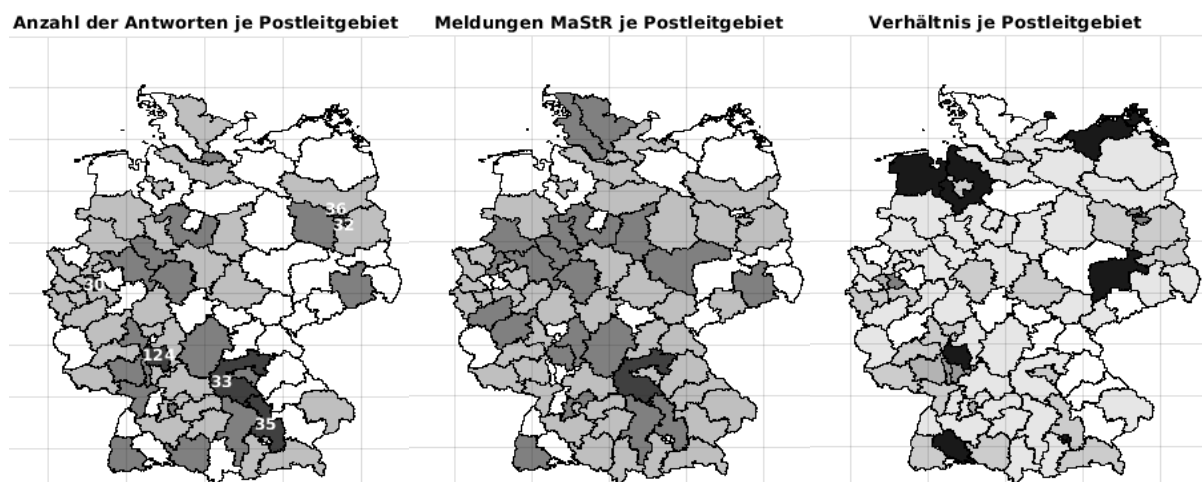 Anzahl der Antworten je Postleitgebiet
Meldungen MaStR je Postleitgebiet
Verhältnis je Postleitgebiet
36
32
30
124
33
35